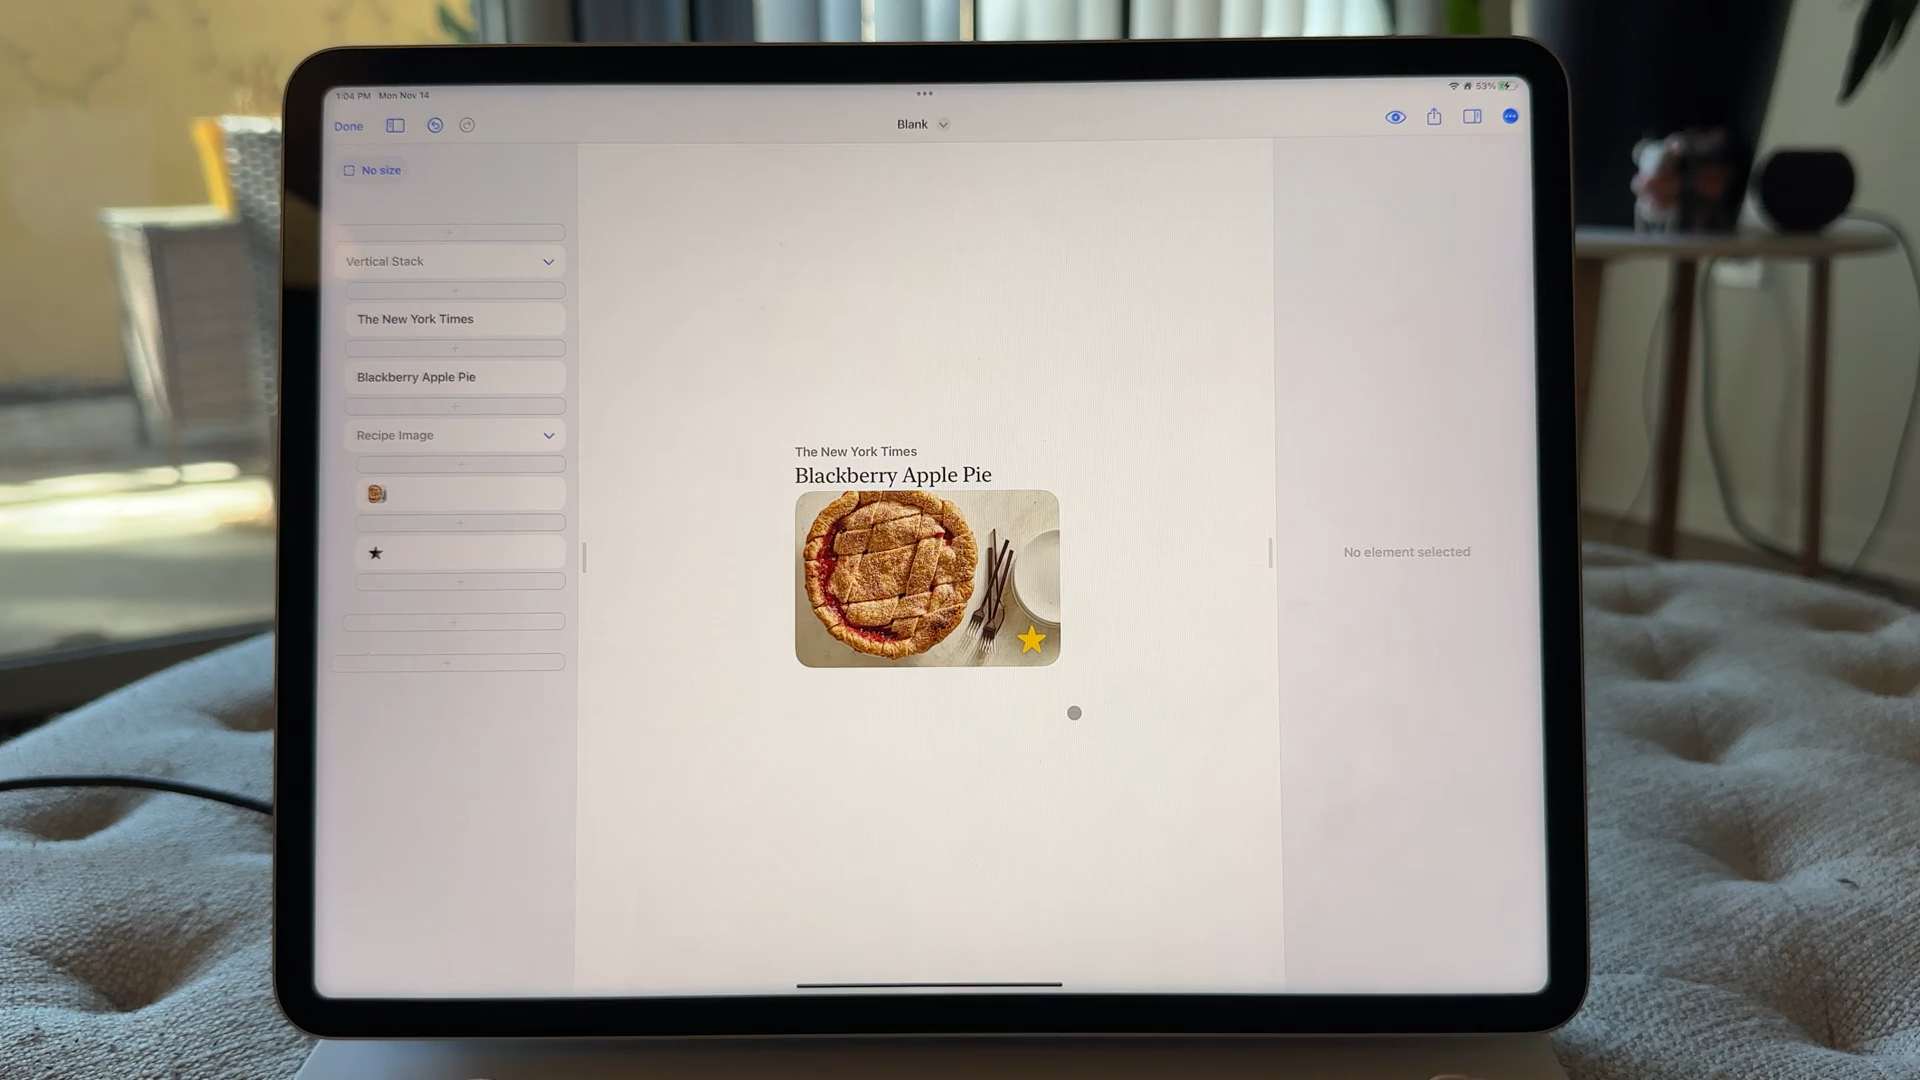 1:04 PM Mon Nov 14
53%
Done
Blank
No size
Vertical Stack
The New York Times
Blackberry Apple Pie
Recipe Image
The New York Times
Blackberry Apple Pie
No element selected